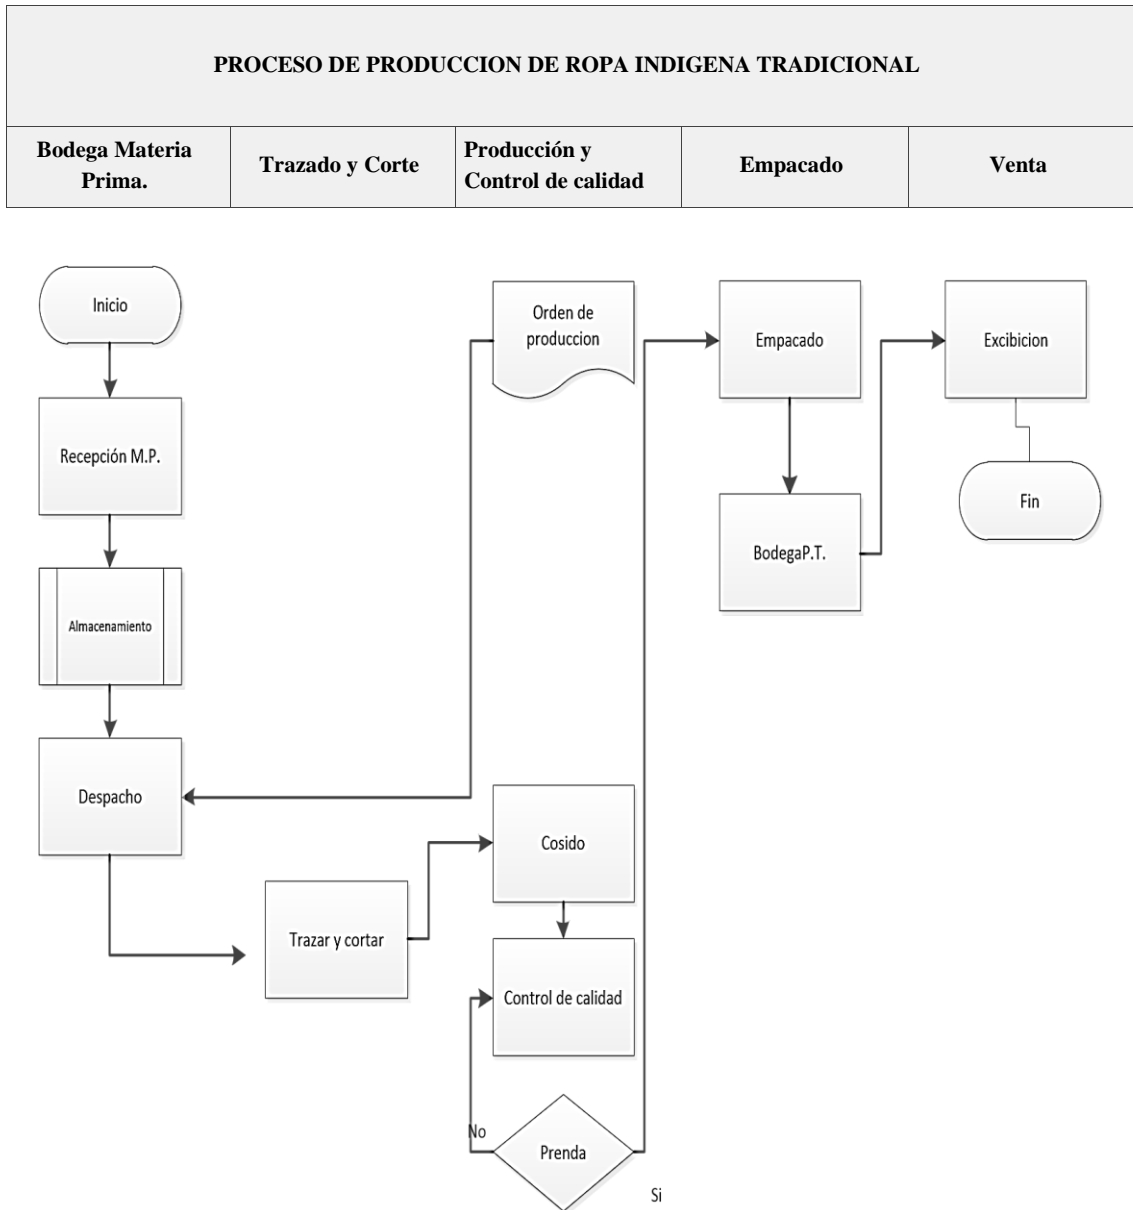 PROCESO DE PRODUCCION DE ROPA INDIGENA TRADICIONAL
Bodega Materia
Prima.
Trazado y Corte
Producción y
Control de calidad
Empacado
Venta
Inicio
Recepción M.P.
Almacenamiento
Despacho
Trazar y cortar
Orden de
produccion
Cosido
Control de calidad
No
Prenda
Si
Empacado
BodegaP.T.
Excibicion
Fin